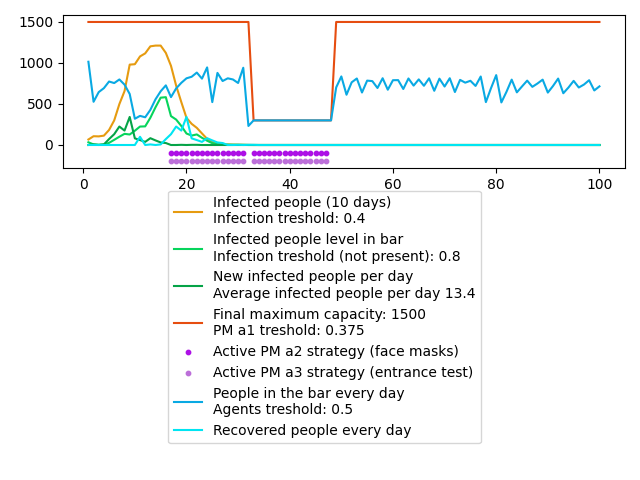 1500
1000
500
0
0 20 40 60 80 100
Infected people (10 days)
Infection treshold: 0.4
Infected people level in bar
Infection treshold (not present): 0.8
New infected people per day
Average infected people per day 13.4
Final maximum capacity: 1500
PM a1 treshold: 0.375
Active PM a2 strategy (face masks)
Active PM a3 strategy (entrance test)
People in the bar every day
Agents treshold: 0.5
Recovered people every day